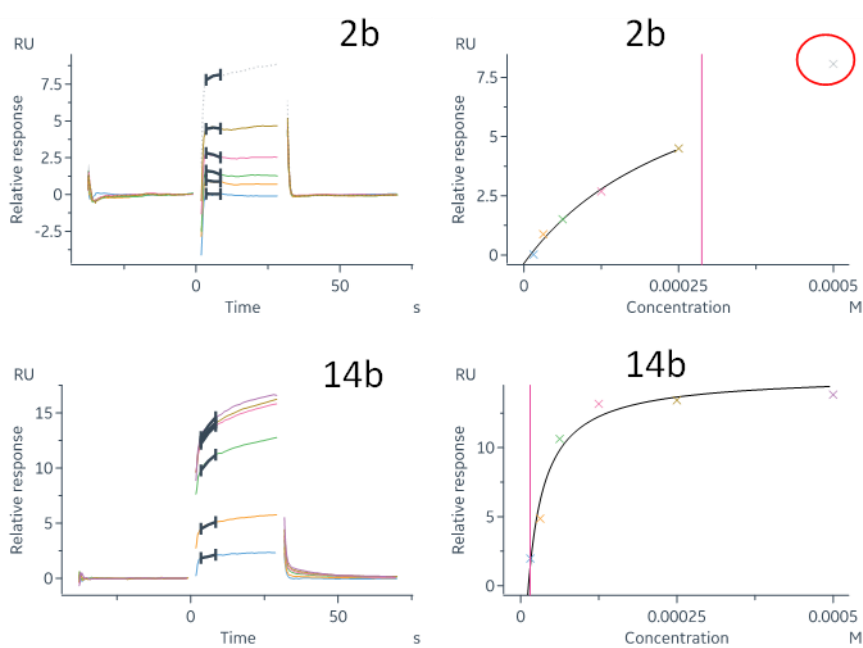 2b
RU
7.5
5
2.5
0
-2.5
Relative response
0
50
Time
s
2b
RU
7.5
5
2.5
0
Relative response
0
0.00025
0.0005
Concentration
M
14b
RU
15
10
5
0
Relative response
0
50
Time
s
14b
RU
10
5
0
Relative response
0
0.00025
0.0005
Concentration
M